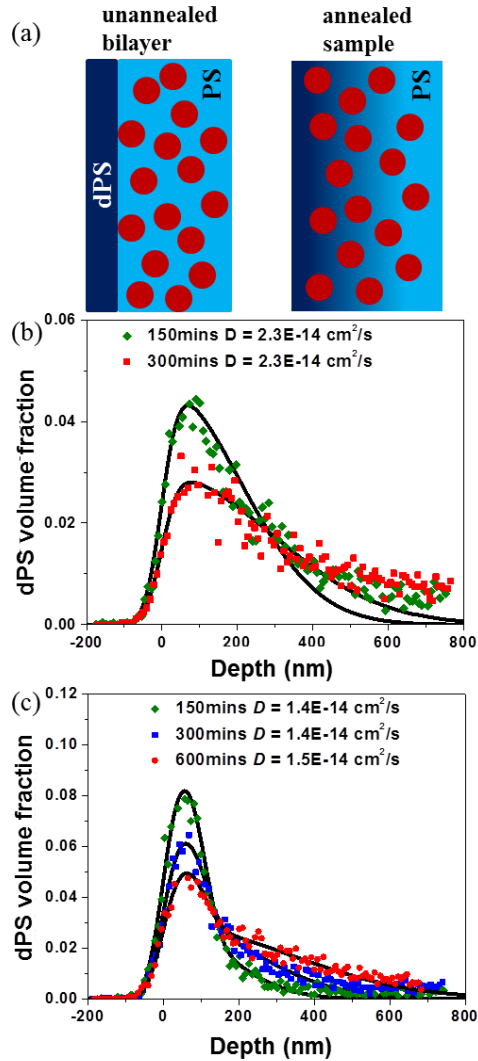 (a)
unannealed
bilayer
annealed
sample
dPS
PS
PS
(b)
0.06
0.04
0.02
0.00
dPS volume fraction
150mins D = 2.3E-14 cm²/s
300mins D = 2.3E-14 cm²/s
-200 0 200 400 600 800
Depth (nm)
(c)
0.12
0.10
0.08
0.06
0.04
0.02
0.00
dPS volume fraction
150mins D = 1.4E-14 cm²/s
300mins D = 1.4E-14 cm²/s
600mins D = 1.5E-14 cm²/s
-200 0 200 400 600 800
Depth (nm)